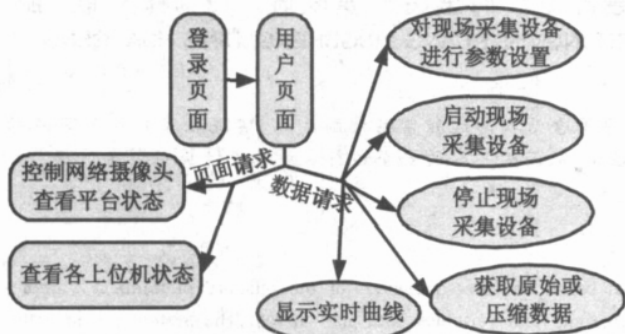 登录页面
用户页面
对现场采集设备
进行参数设置
启动现场
采集设备
页面请求
数据请求
控制网络摄像头
查看平台状态
停止现场
采集设备
查看各上位机状态
显示实时曲线
获取原始或
压缩数据